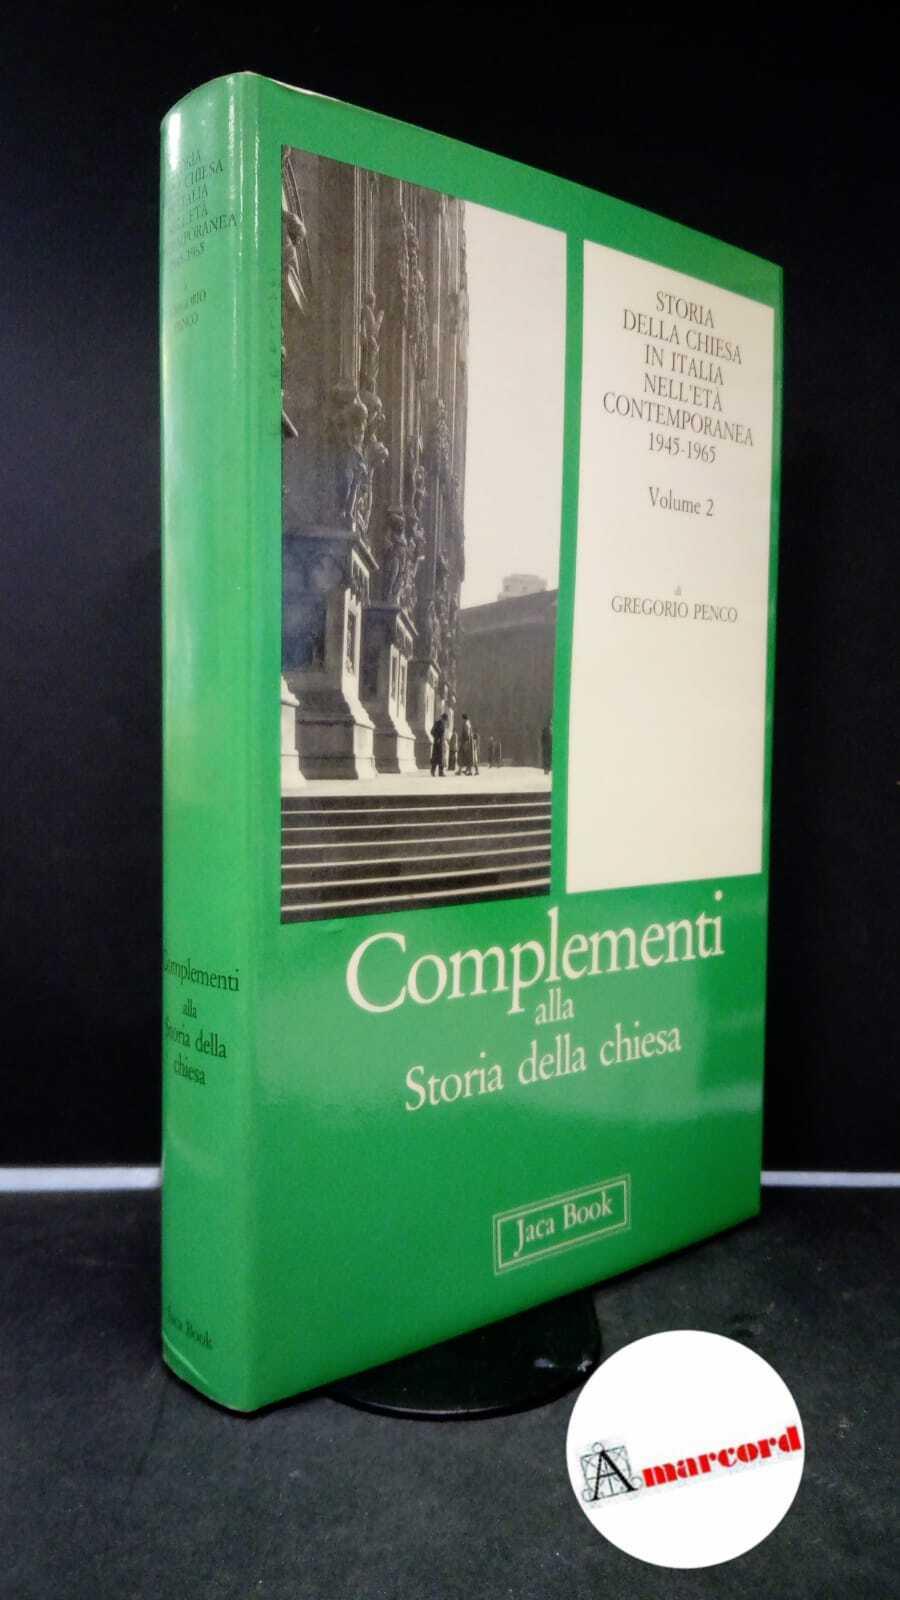 STORIA
DELLA CHIESA
IN ITALIA
NELL'ETÀ
CONTEMPORANEA
1945-1965
Volume 2
di
GREGORIO PENCO
Complementi
alla
Storia della chiesa
Jaca Book
CHIESA
Complementi
alla
Storia della
chiesa
Jaca Book
Amarcord